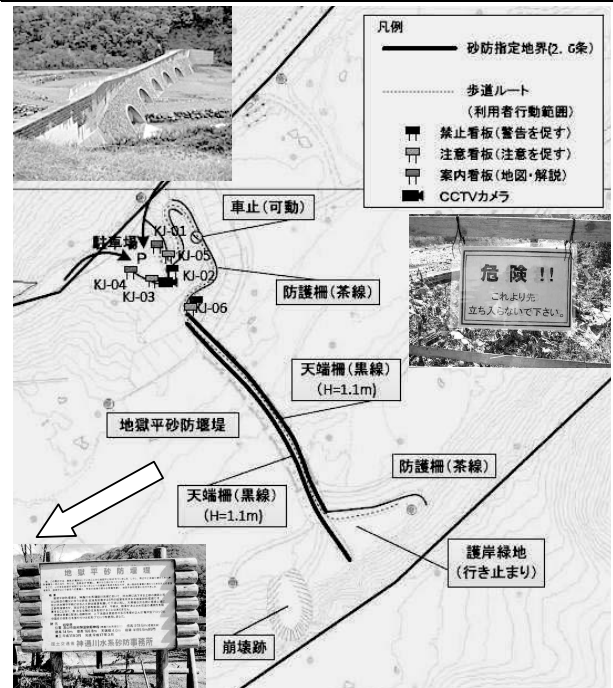 凡例
砂防指定地界(2.6条)
歩道ルート
(利用者行動範囲)
禁止看板(警告を促す)
注意看板(注意を促す)
案内看板(地図・解説)
CCTVカメラ
車止(可動)
KJ-01
駐車場
P
KJ-05
KJ-02
KJ-04
KJ-03
KJ-06
防護柵(茶線)
危険!!
これより先
立ち入らないで下さい。
天端柵(黒線)
(H=1.1m)
地獄平砂防堰堤
防護柵(茶線)
天端柵(黒線)
(H=1.1m)
護岸緑地
(行き止まり)
崩壊跡
地獄平砂防堰堤
神通川水系砂防事務所